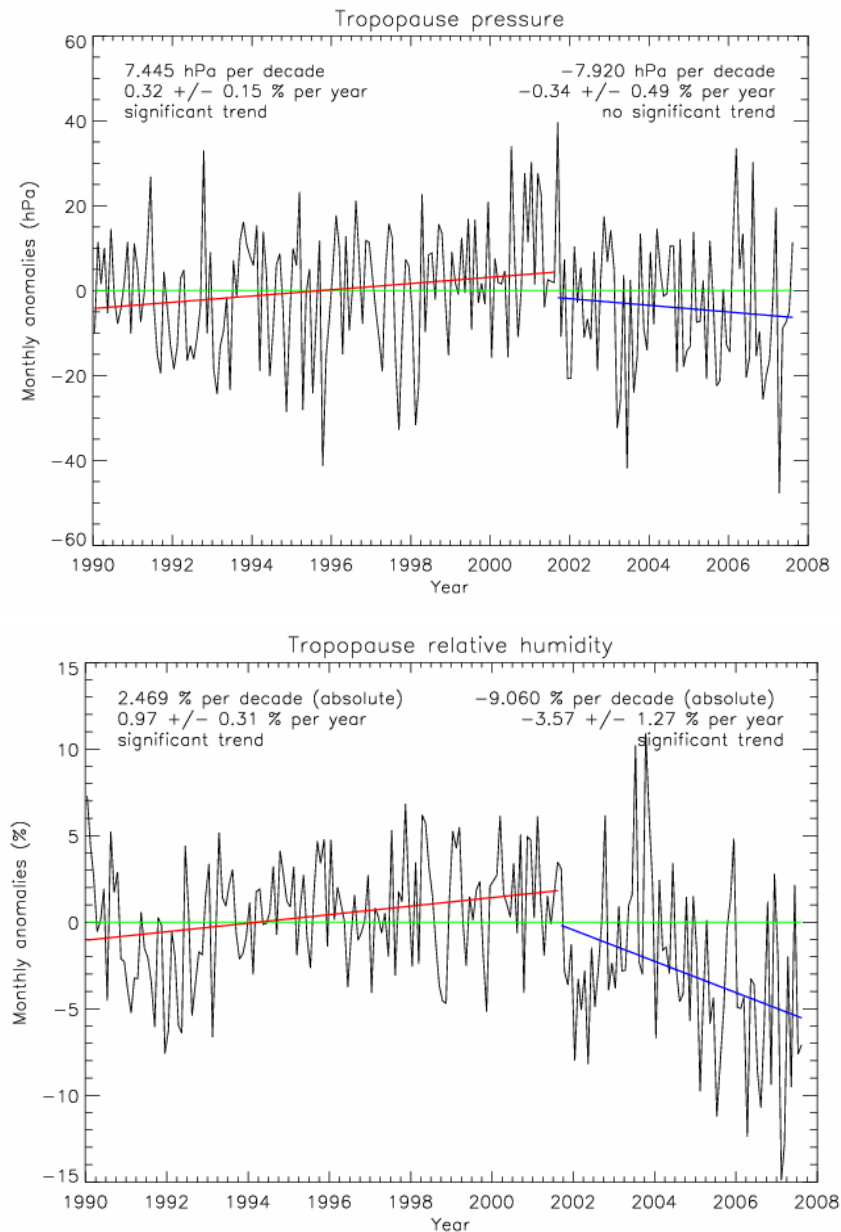 Tropopause pressure
7.445 hPa per decade
0.32 +/- 0.15 % per year
significant trend
-7.920 hPa per decade
-0.34 +/- 0.49 % per year
no significant trend
Monthly anomalies (hPa)
60
40
20
0
-20
-40
-60
1990 1992 1994 1996 1998 2000 2002 2004 2006 2008
Year
Tropopause relative humidity
2.469 % per decade (absolute)
0.97 +/- 0.31 % per year
significant trend
-9.060 % per decade (absolute)
-3.57 +/- 1.27 % per year
significant trend
Monthly anomalies (%)
15
10
5
0
-5
-10
-15
1990 1992 1994 1996 1998 2000 2002 2004 2006 2008
Year